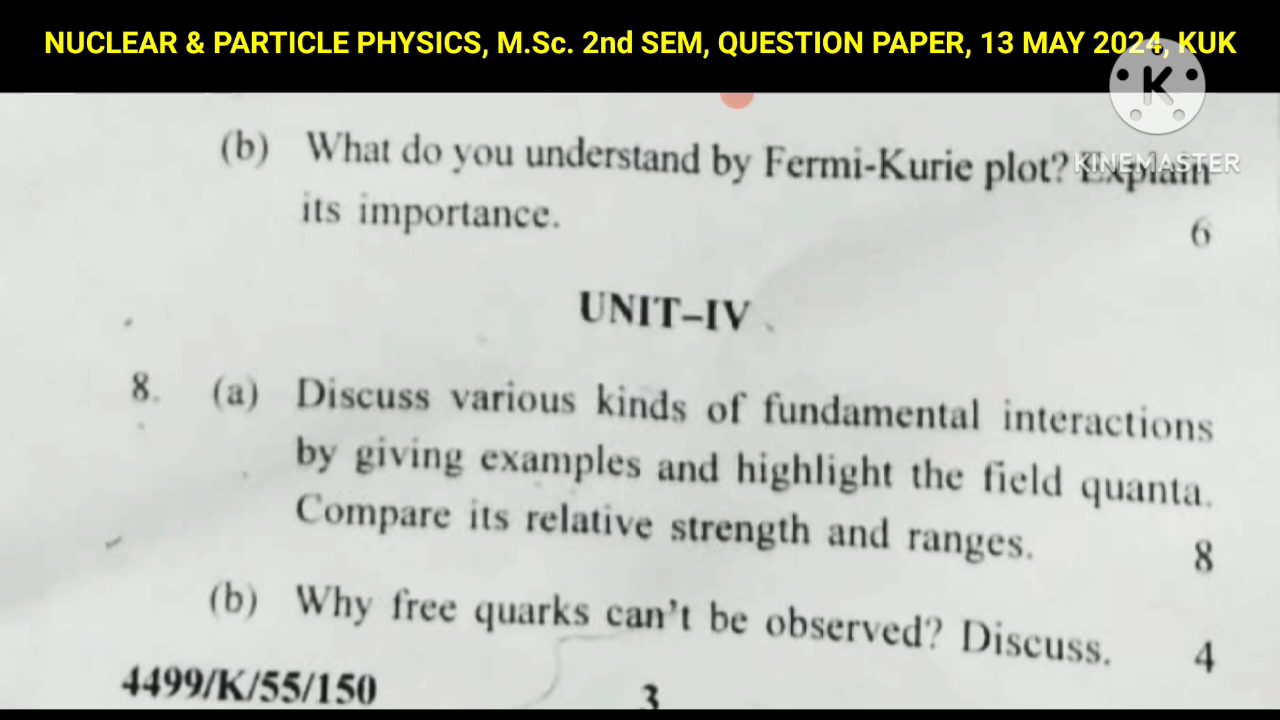 NUCLEAR & PARTICLE PHYSICS, M.Sc. 2nd SEM, QUESTION PAPER, 13 MAY 2024, KUK
K
KINEMASTER
(b) What do you understand by Fermi-Kurie plot? Explain
its importance. 6
UNIT–IV
8. (a) Discuss various kinds of fundamental interactions
by giving examples and highlight the field quanta.
Compare its relative strength and ranges. 8
(b) Why free quarks can't be observed? Discuss. 4
4499/K/55/150 3